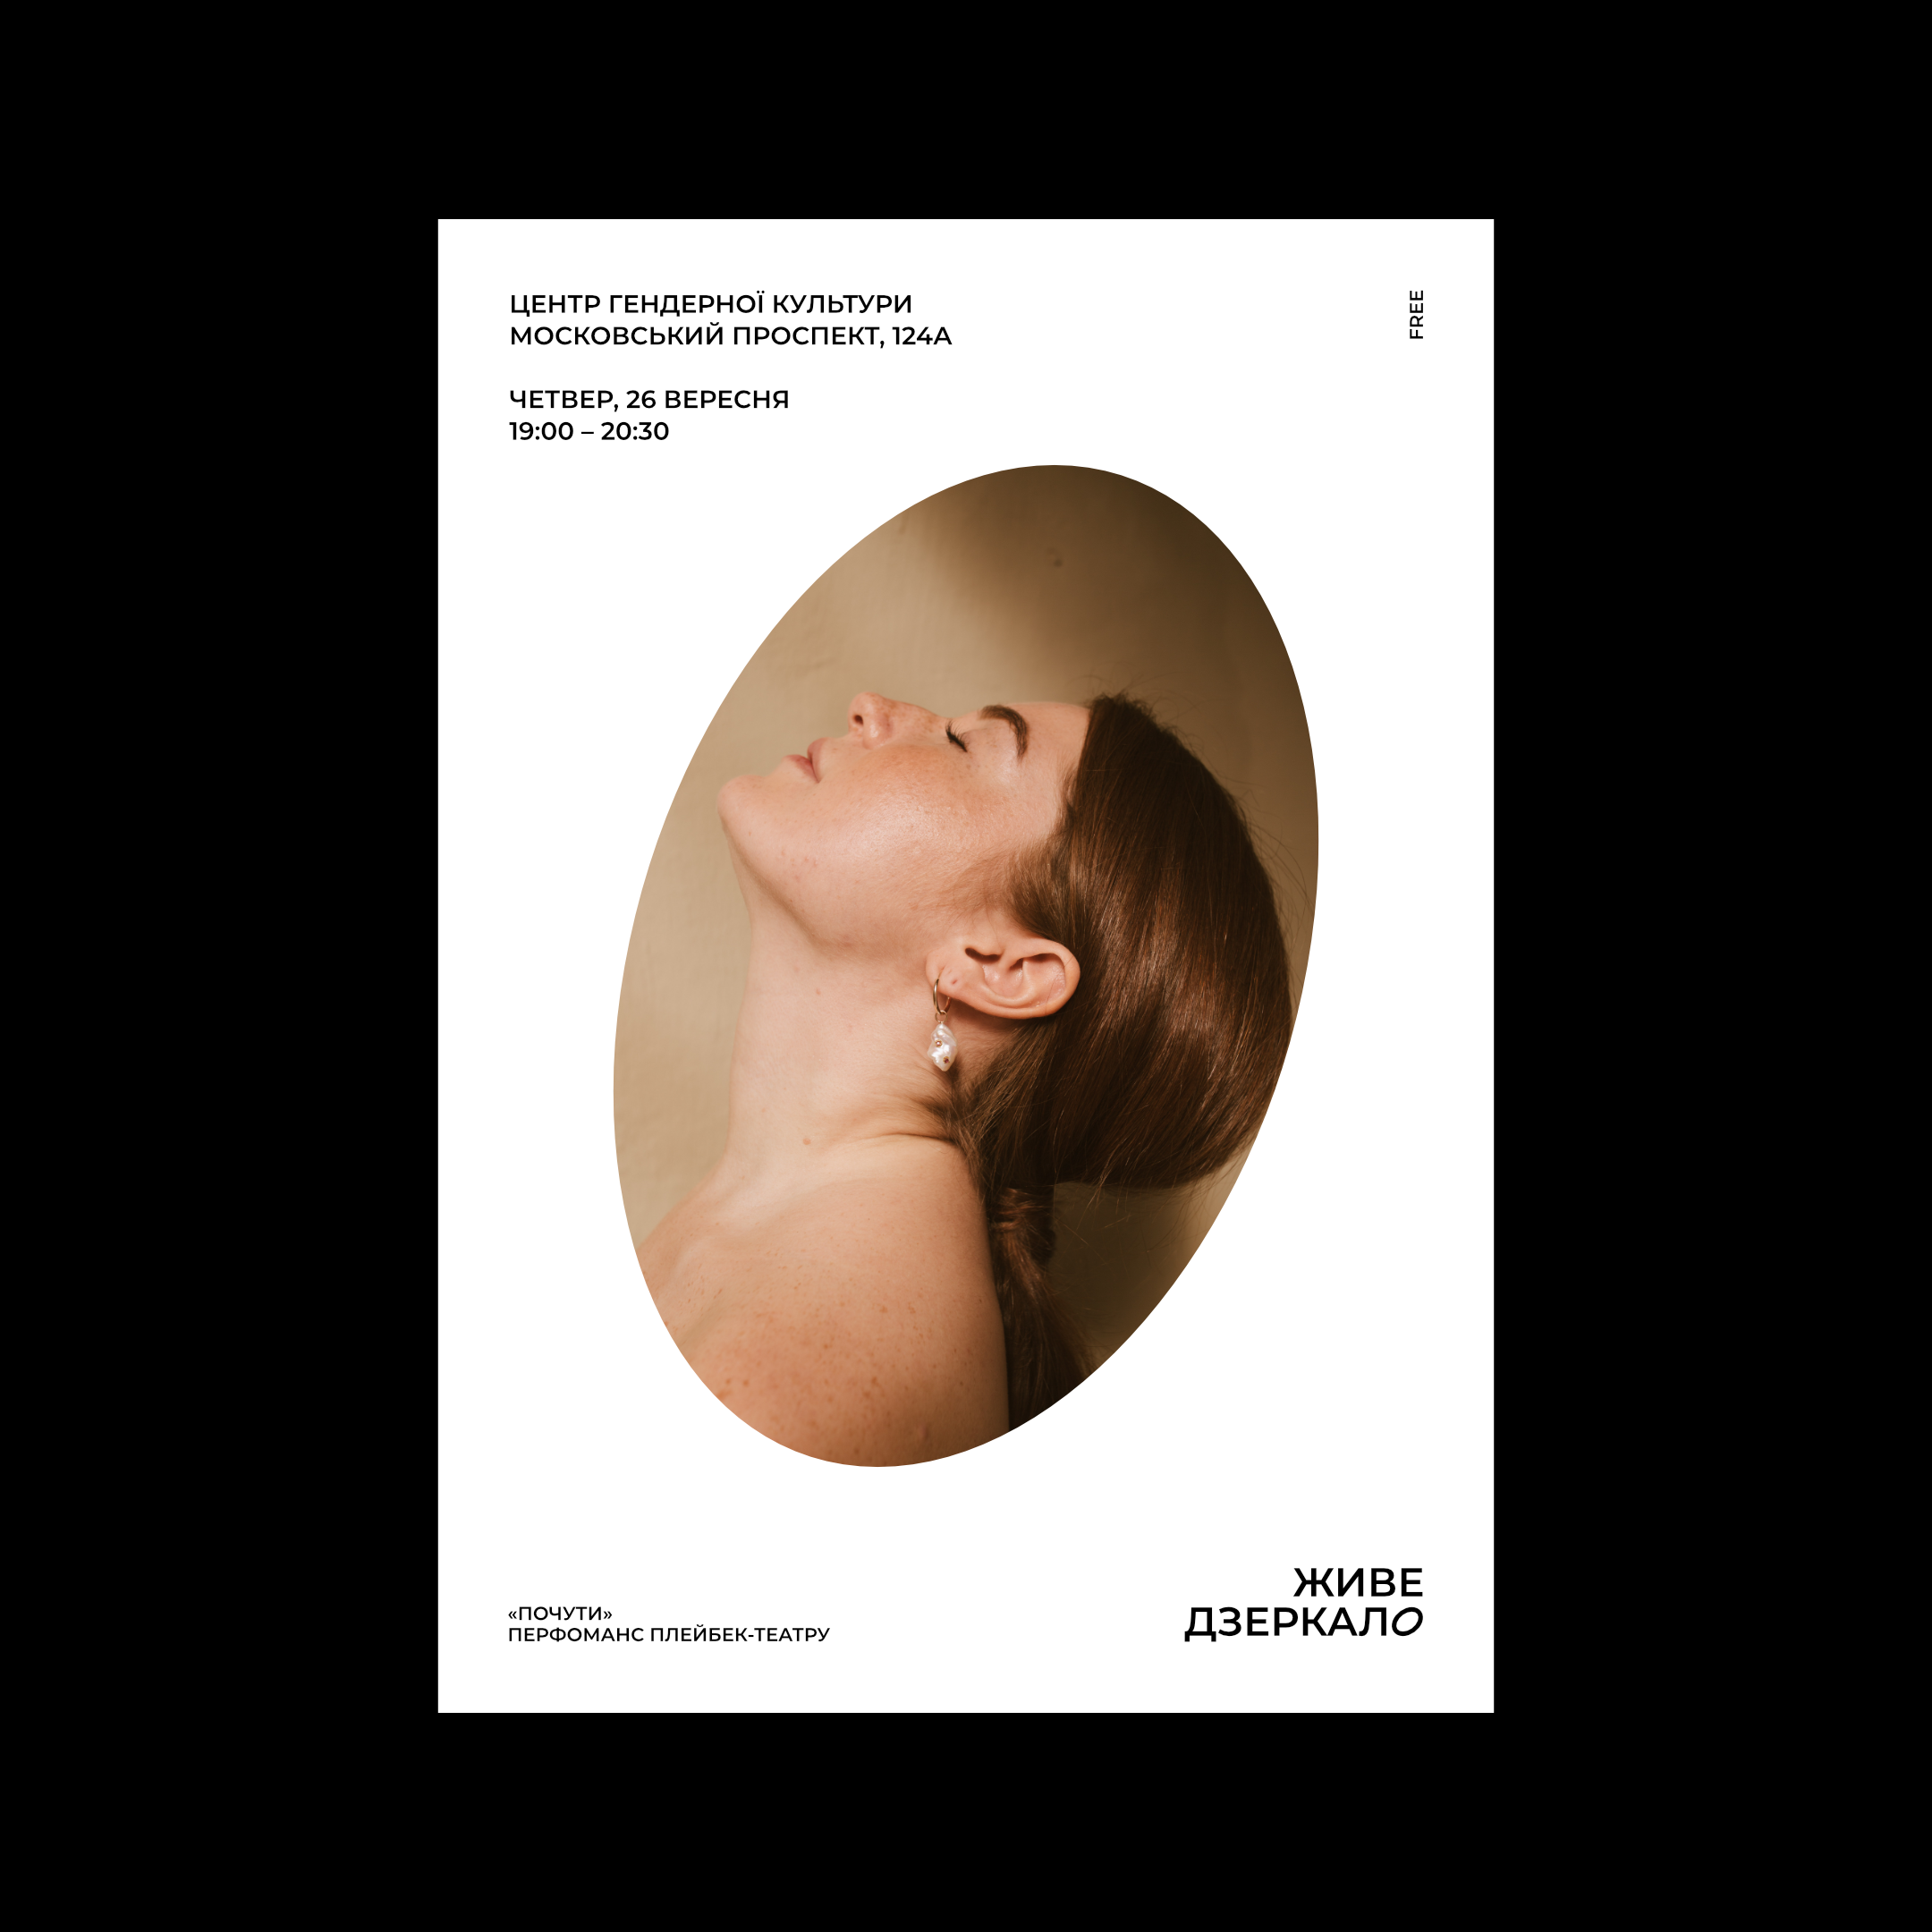 ЦЕНТР ГЕНДЕРНОЇ КУЛЬТУРИ
МОСКОВСЬКИЙ ПРОСПЕКТ, 124А
FREE
ЧЕТВЕР, 26 ВЕРЕСНЯ
19:00 – 20:30
«ПОЧУТИ»
ПЕРФОМАНС ПЛЕЙБЕК-ТЕАТРУ
ЖИВЕ
ДЗЕРКАЛО